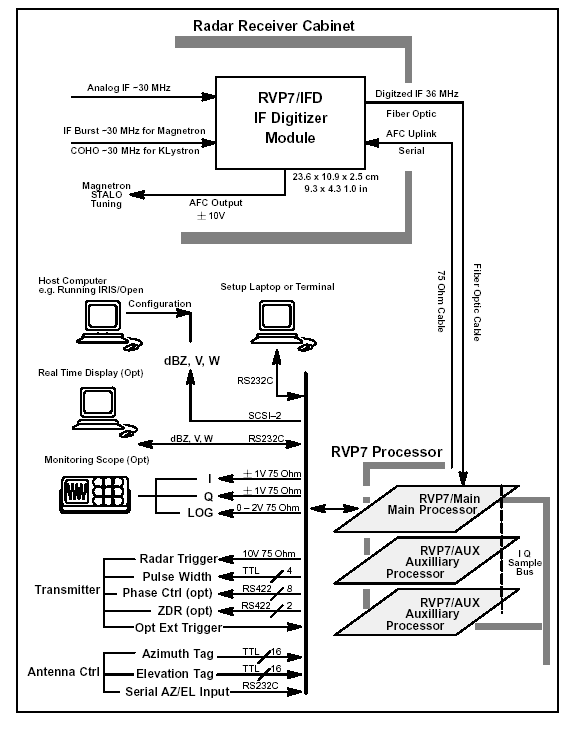 Radar Receiver Cabinet
Analog IF ~30 MHz
RVP7/IFD
IF Digitizer
Module
Digitzed IF 36 MHz
Fiber Optic
IF Burst ~30 MHz for Magnetron
COHO ~30 MHz for KLystron
AFC Uplink
Serial
23.6 x 10.9 x 2.5 cm
9.3 x 4.3 1.0 in
Magnetron
STALO
Tuning
AFC Output
± 10V
75 Ohm Cable
Fiber Optic Cable
Host Computer
e.g. Running IRIS/Open
Configuration
Setup Laptop or Terminal
dBZ, V, W
RS232C
Real Time Display (Opt)
SCSI–2
dBZ, V, W
RS232C
RVP7 Processor
Monitoring Scope (Opt)
I
± 1V 75 Ohm
Q
± 1V 75 Ohm
LOG
0 – 2V 75 Ohm
RVP7/Main
Main Processor
RVP7/AUX
Auxilliary
Processor
I Q
Sample
Bus
RVP7/AUX
Auxilliary
Processor
Transmitter
Radar Trigger
10V 75 Ohm
Pulse Width
TTL
4
Phase Ctrl (opt)
RS422
8
ZDR (opt)
RS422
2
Opt Ext Trigger
Antenna Ctrl
Azimuth Tag
TTL
16
Elevation Tag
TTL
16
Serial AZ/EL Input
RS232C